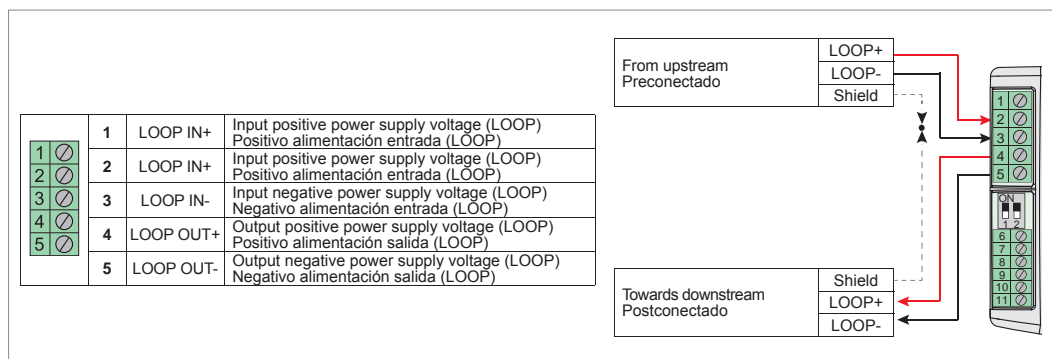 1
2
3
4
5
1 LOOP IN+ Input positive power supply voltage (LOOP)
Positivo alimentación entrada (LOOP)
2 LOOP IN+ Input positive power supply voltage (LOOP)
Positivo alimentación entrada (LOOP)
3 LOOP IN- Input negative power supply voltage (LOOP)
Negativo alimentación entrada (LOOP)
4 LOOP OUT+ Output positive power supply voltage (LOOP)
Positivo alimentación salida (LOOP)
5 LOOP OUT- Output negative power supply voltage (LOOP)
Negativo alimentación salida (LOOP)
From upstream
Preconectado
LOOP+
LOOP-
Shield
Towards downstream
Postconectado
Shield
LOOP+
LOOP-
1
2
3
4
5
ON
1 2
6
7
8
9
10
11